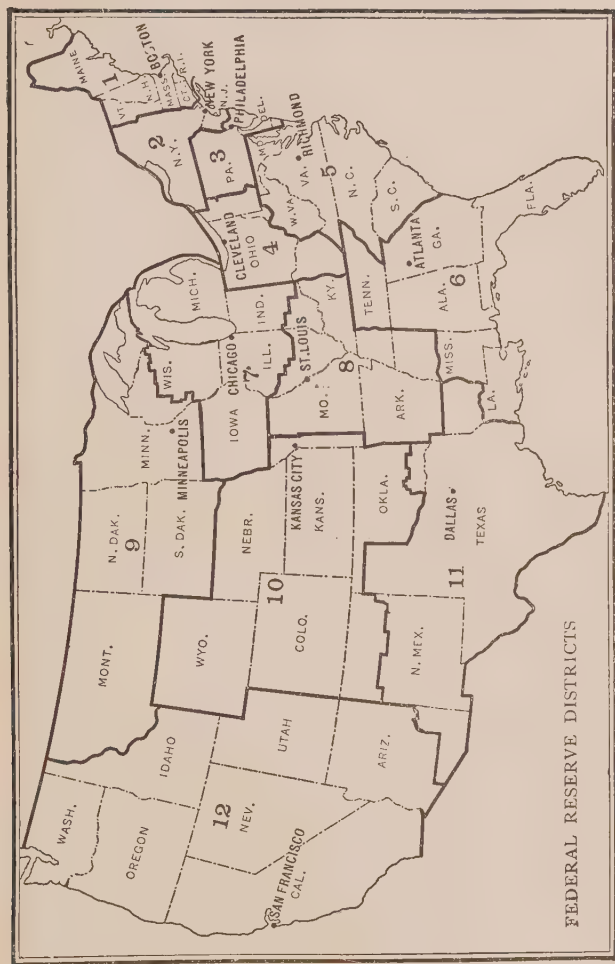 WASH.
OREGON
12
NEV.
SAN FRANCISCO
CAL.
IDAHO
UTAH
ARIZ.
MONT.
WYO.
COLO.
N. MEX.
N. DAK.
9
S. DAK.
NEBR.
10
KANSAS CITY
KANS.
OKLA.
DALLAS
TEXAS
11
MINN.
MINNEAPOLIS
IOWA
MO.
ARK.
LA.
WIS.
CHICAGO
7
ILL.
ST. LOUIS
8
MISS.
MICH.
IND.
KY.
TENN.
ALA.
6
CLEVELAND
OHIO
4
ATLANTA
GA.
FLA.
W. VA.
VA.
RICHMOND
5
N. C.
S. C.
MD.
DEL.
3
PA.
PHILADELPHIA
N. J.
2
N. Y.
NEW YORK
MAINE
1
VT.
N. H.
BOSTON
MASS.
CT.
R. I.
FEDERAL RESERVE DISTRICTS